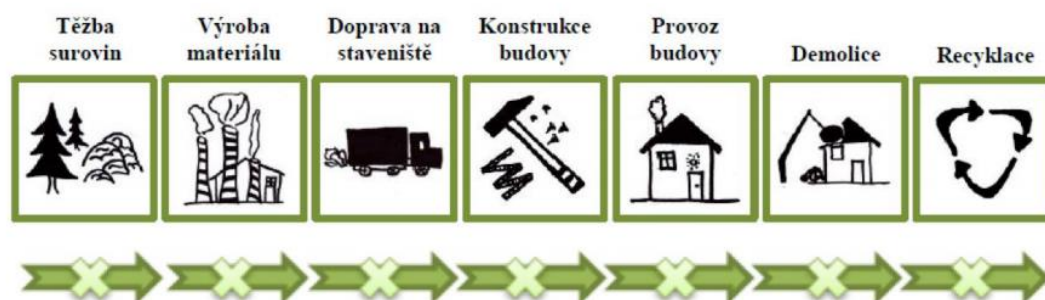 Těžba
surovin
Výroba
materiálu
Doprava na
staveniště
Konstrukce
budovy
Provoz
budovy
Demolice
Recyklace